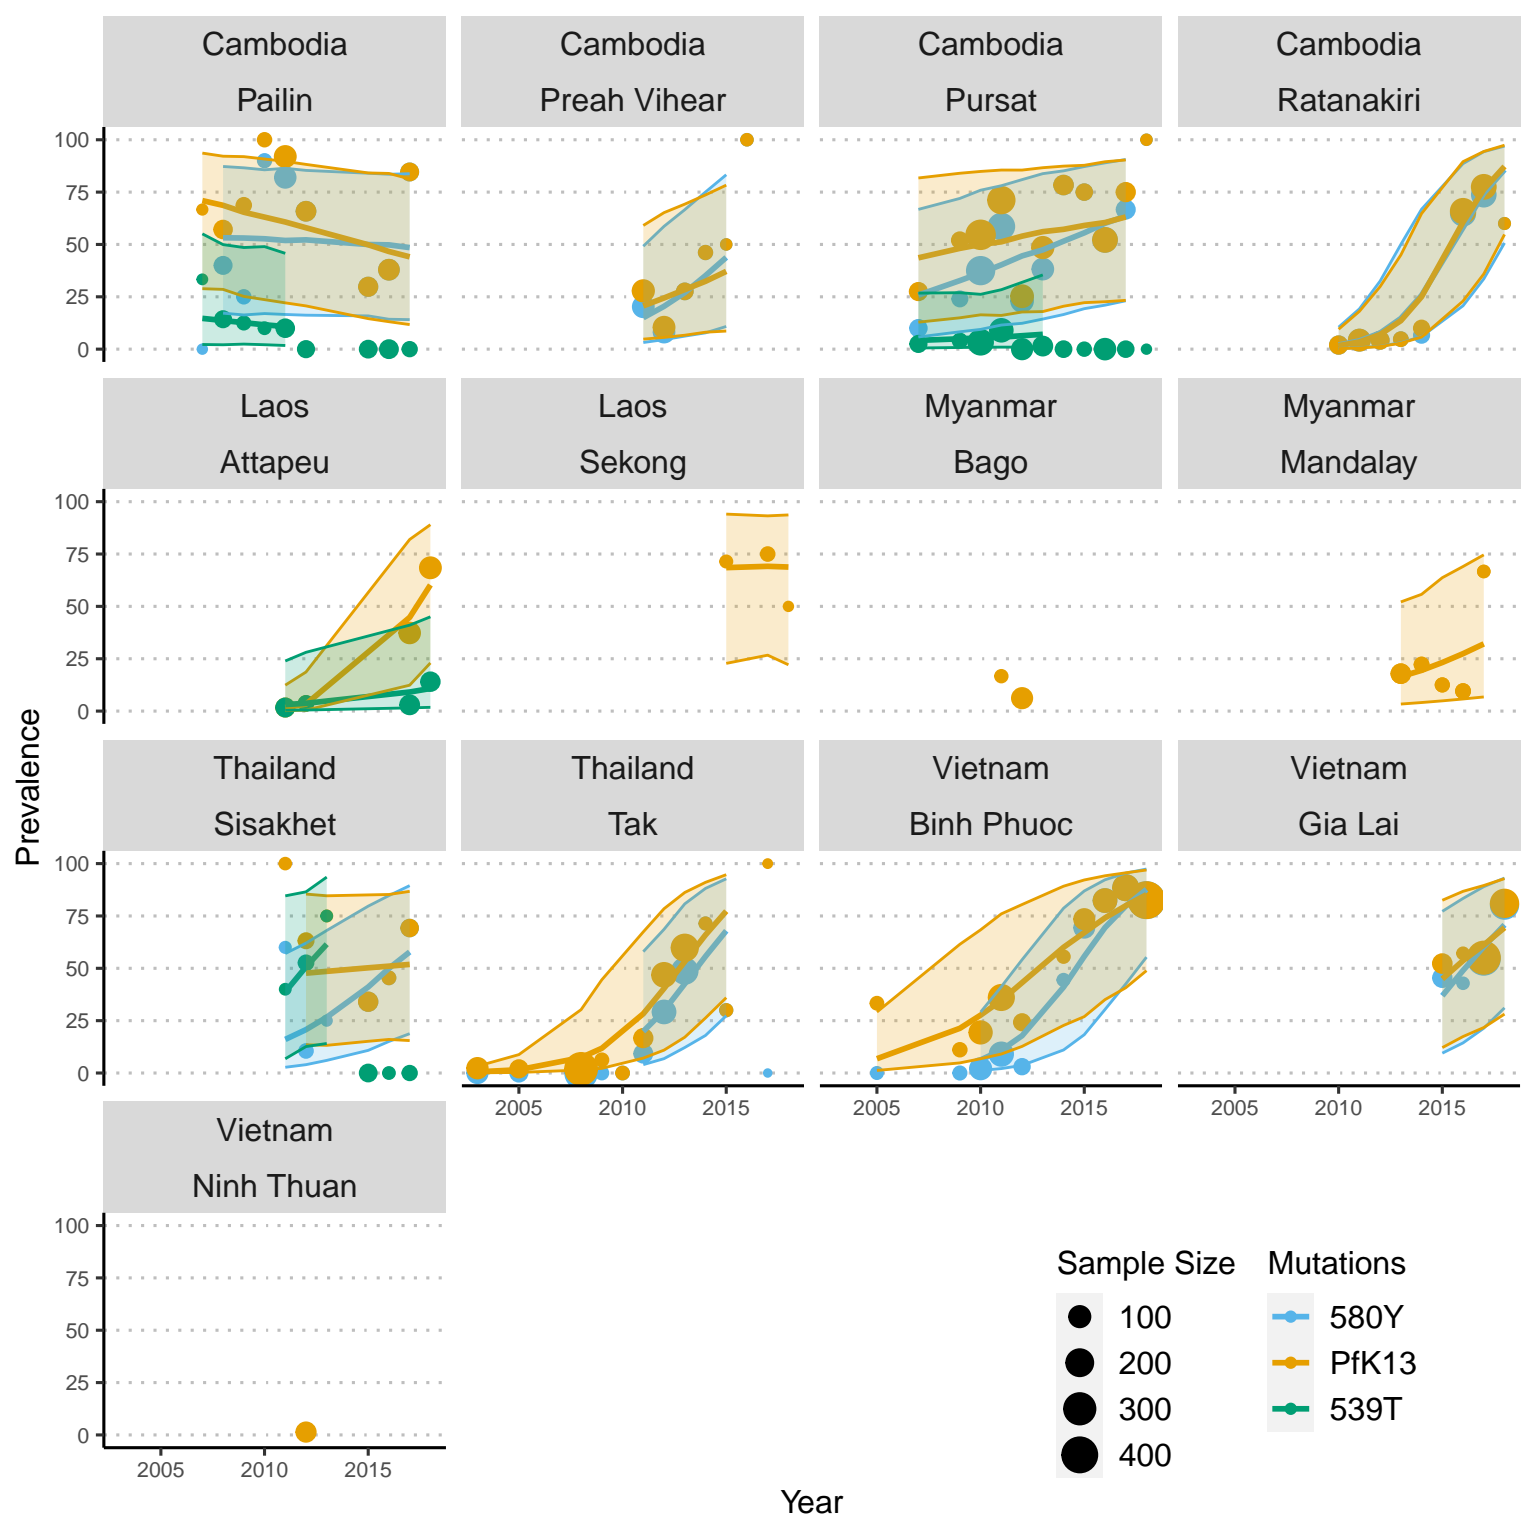 Cambodia
Pailin
Cambodia
Preah Vihear
Cambodia
Pursat
Cambodia
Ratanakiri
100
75
50
25
0
Laos
Attapeu
Laos
Sekong
Myanmar
Bago
Myanmar
Mandalay
100
75
50
25
0
Prevalence
Thailand
Sisakhet
Thailand
Tak
Vietnam
Binh Phuoc
Vietnam
Gia Lai
100
75
50
25
0
2005 2010 2015
2005 2010 2015
2005 2010 2015
Vietnam
Ninh Thuan
100
75
50
25
0
2005 2010 2015
Year
Sample Size
100
200
300
400
Mutations
580Y
PfK13
539T